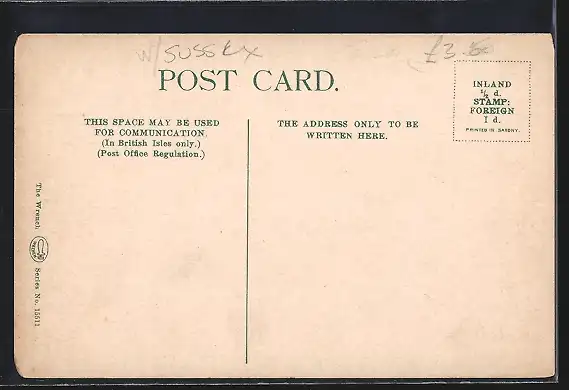 W/ SUSSEX
£3.50
POST CARD.
THIS SPACE MAY BE USED
FOR COMMUNICATION.
(In British Isles only.)
(Post Office Regulation.)
THE ADDRESS ONLY TO BE
WRITTEN HERE.
INLAND
½ d.
STAMP:
FOREIGN
1 d.
PRINTED IN SAXONY.
The Wrench Series No. 15511